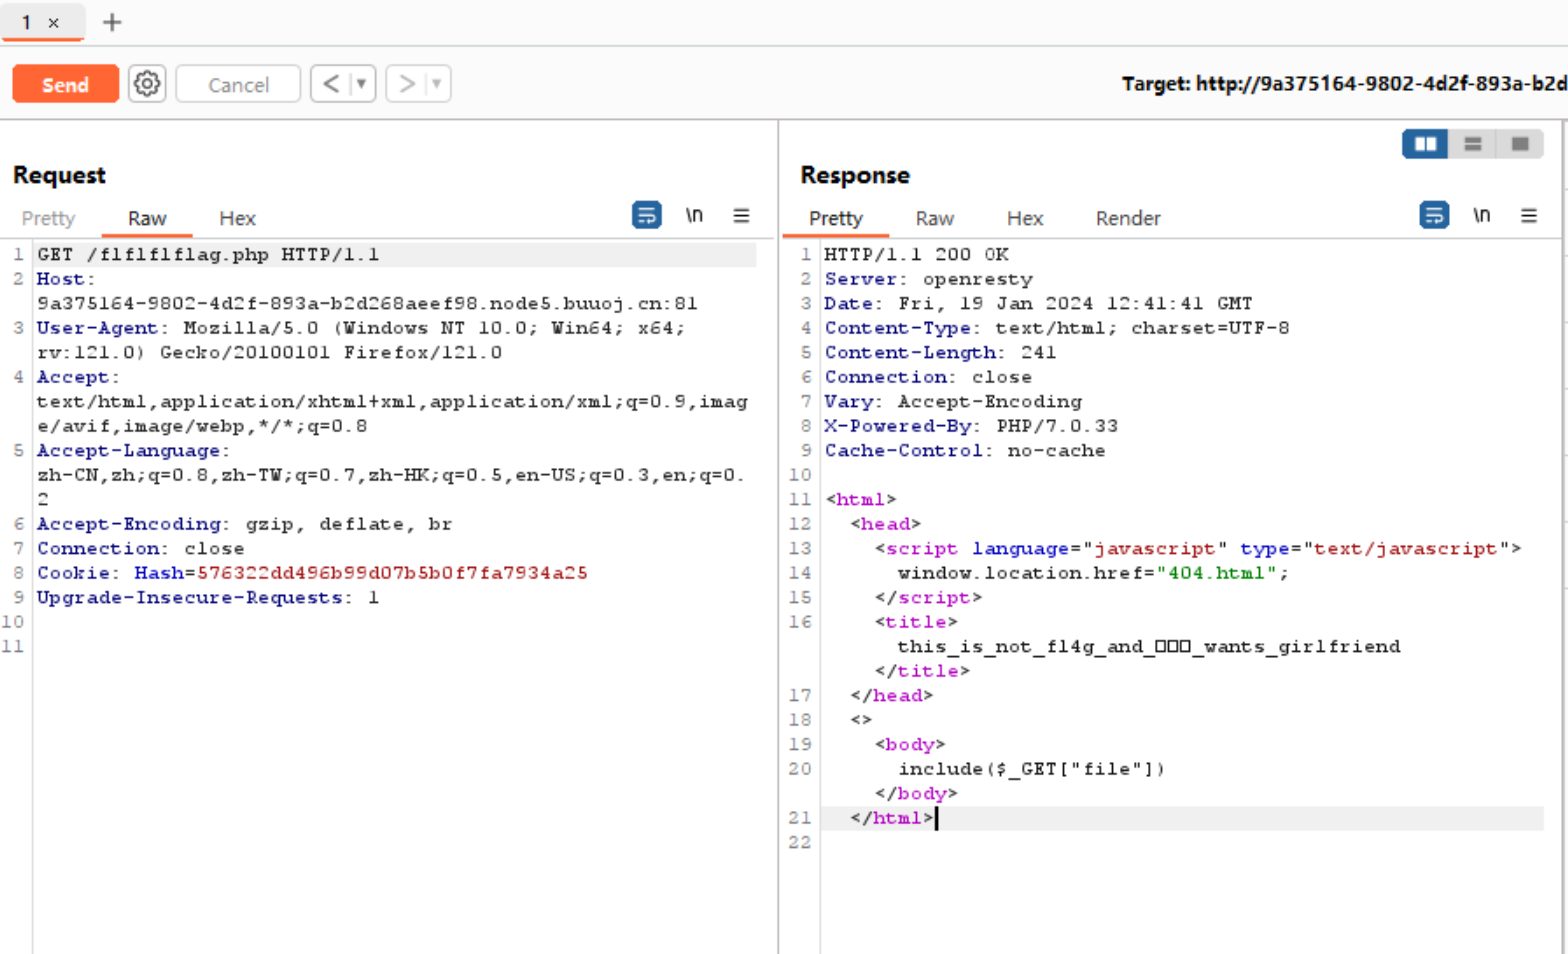 1 × +
Send Cancel < ▼ > ▼ Target: http://9a375164-9802-4d2f-893a-b2d
Request
Pretty Raw Hex \n
1 GET /flflflflag.php HTTP/1.1
2 Host:
9a375164-9802-4d2f-893a-b2d268aeef98.node5.buuoj.cn:81
3 User-Agent: Mozilla/5.0 (Windows NT 10.0; Win64; x64;
rv:121.0) Gecko/20100101 Firefox/121.0
4 Accept:
text/html,application/xhtml+xml,application/xml;q=0.9,imag
e/avif,image/webp,*/*;q=0.8
5 Accept-Language:
zh-CN,zh;q=0.8,zh-TW;q=0.7,zh-HK;q=0.5,en-US;q=0.3,en;q=0.
2
6 Accept-Encoding: gzip, deflate, br
7 Connection: close
8 Cookie: Hash=576322dd496b99d07b5b0f7fa7934a25
9 Upgrade-Insecure-Requests: 1
10
11
Response
Pretty Raw Hex Render \n
1 HTTP/1.1 200 OK
2 Server: openresty
3 Date: Fri, 19 Jan 2024 12:41:41 GMT
4 Content-Type: text/html; charset=UTF-8
5 Content-Length: 241
6 Connection: close
7 Vary: Accept-Encoding
8 X-Powered-By: PHP/7.0.33
9 Cache-Control: no-cache
10
11 <html>
12 <head>
13 <script language="javascript" type="text/javascript">
14 window.location.href="404.html";
15 </script>
16 <title>
this_is_not_fl4g_and_□□□_wants_girlfriend
</title>
17 </head>
18 <>
19 <body>
20 include($_GET["file"])
</body>
21 </html>
22